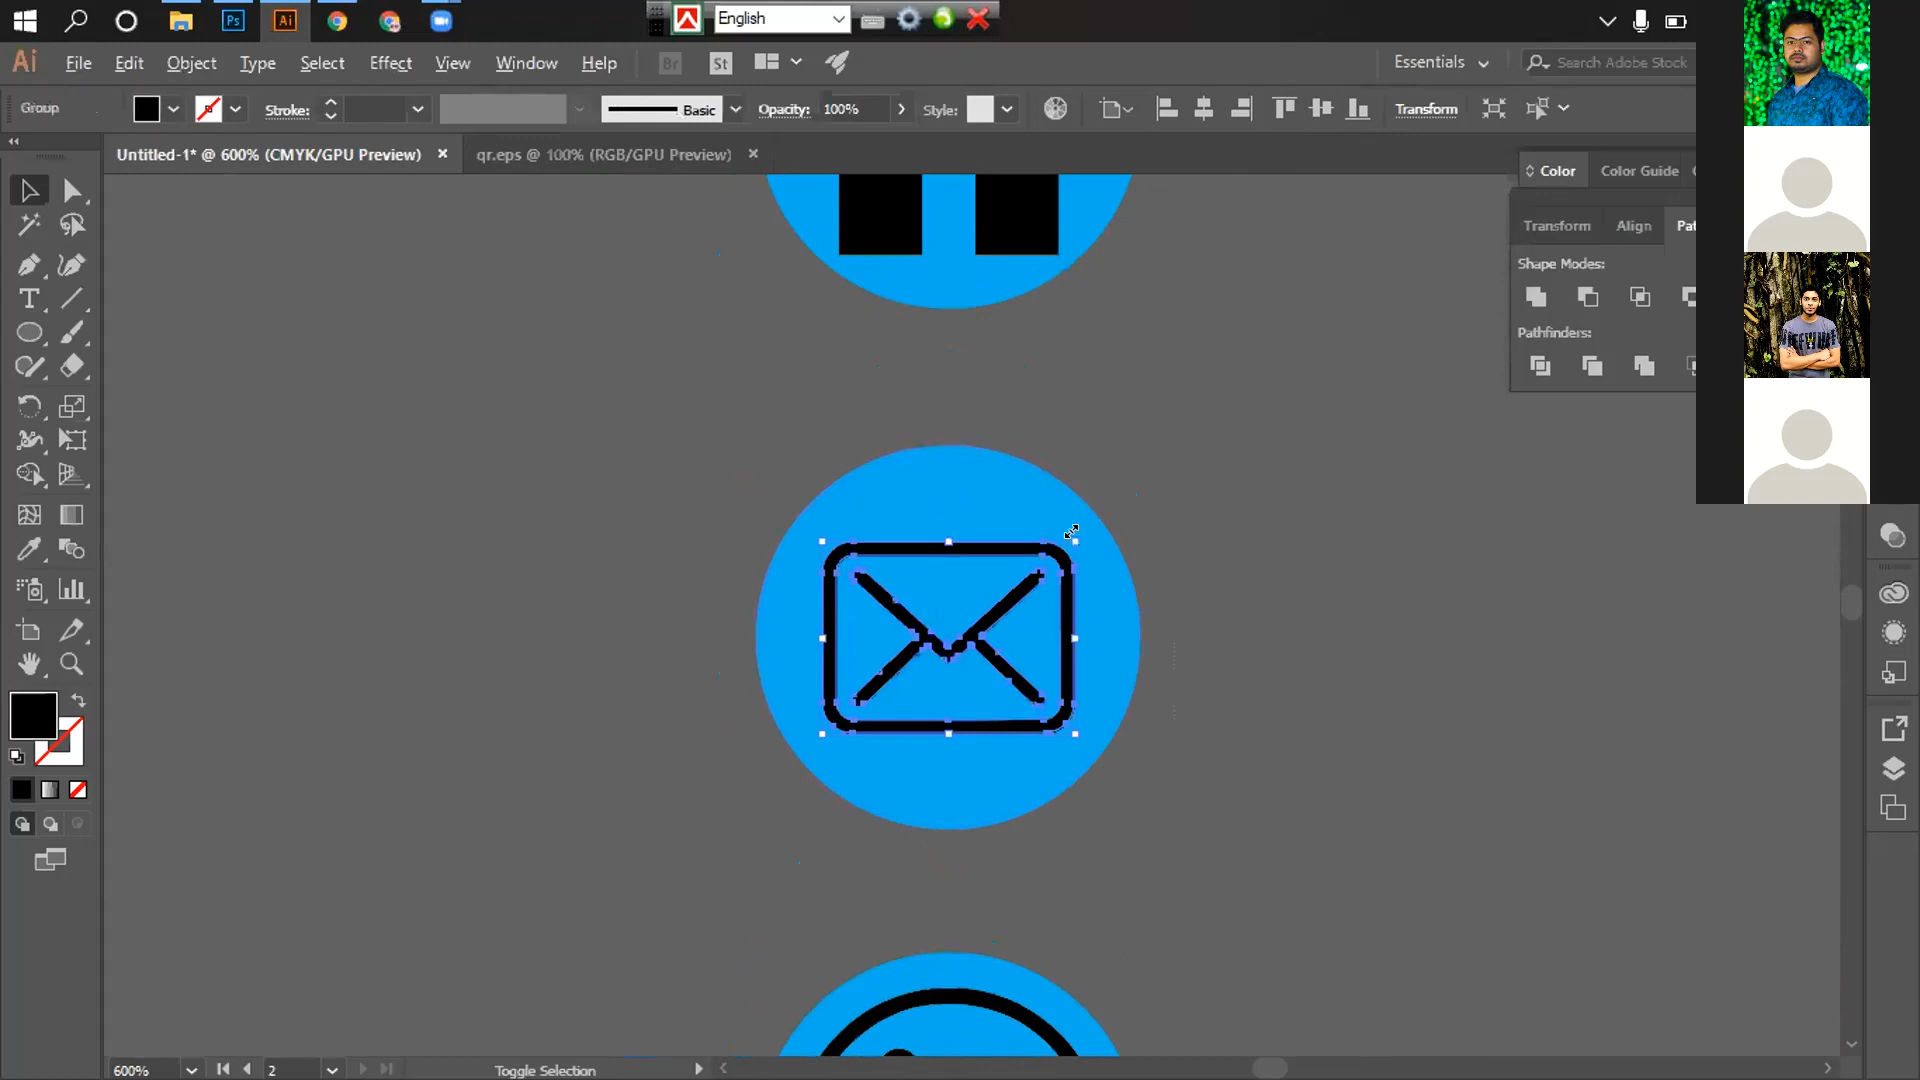 Ps
Ai
English
Ai
File
Edit
Object
Type
Select
Effect
View
Window
Help
Br
St
Essentials
Search Adobe Stock
Group
Stroke:
Basic
Opacity:
100%
Style:
Transform
Untitled-1* @ 600% (CMYK/GPU Preview)
qr.eps @ 100% (RGB/GPU Preview)
Color
Color Guide
Transform
Align
Pat
Shape Modes:
Pathfinders:
600%
2
Toggle Selection